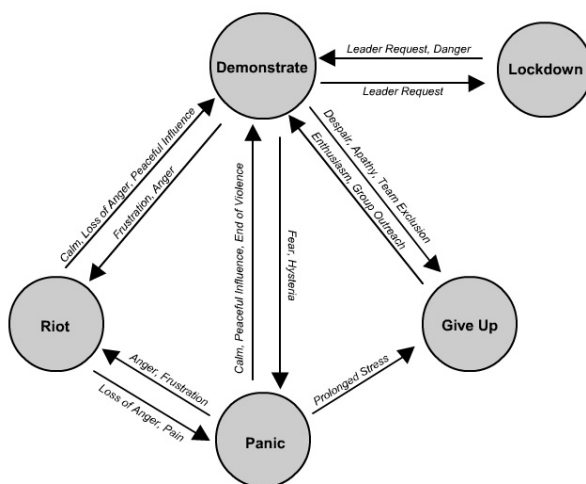 Demonstrate
Leader Request, Danger
Leader Request
Lockdown
Calm, Loss of Anger, Peaceful Influence
Frustration, Anger
Calm, Peaceful Influence, End of Violence
Fear, Hysteria
Despair, Apathy, Team Exclusion
Enthusiasm, Group Outreach
Riot
Give Up
Anger, Frustration
Loss of Anger, Pain
Prolonged Stress
Panic